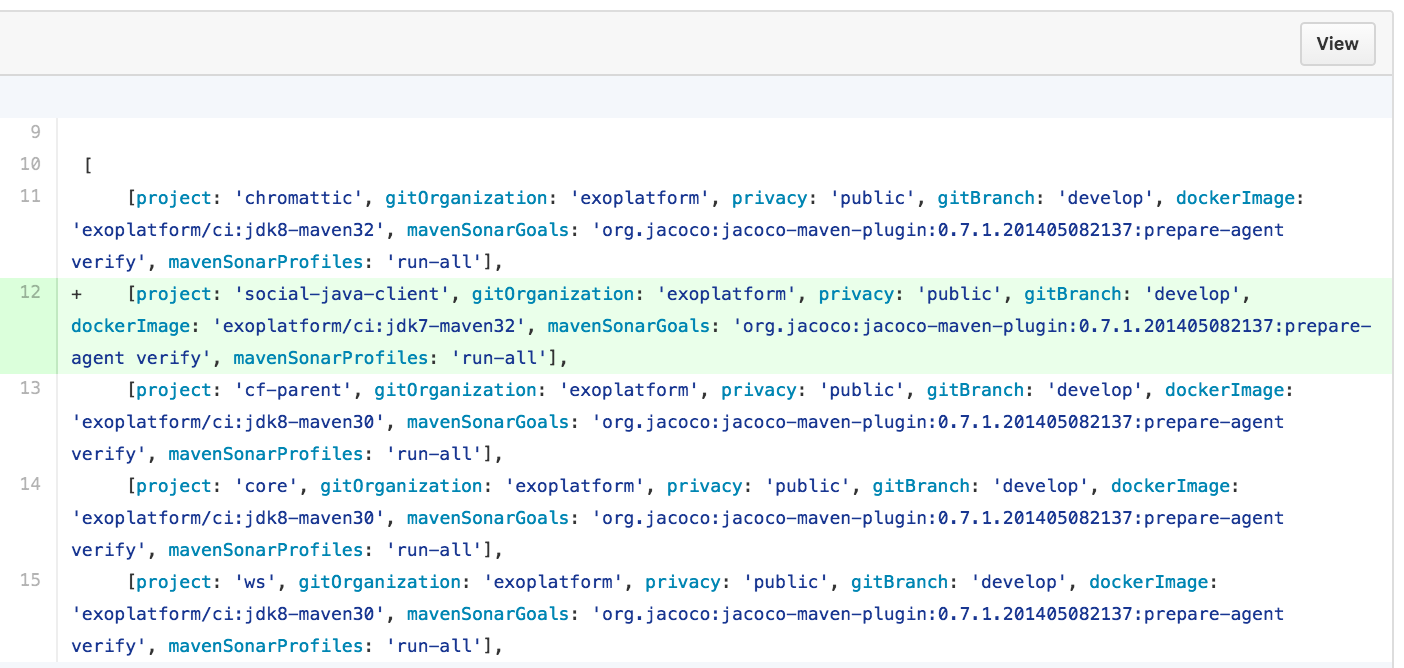 View
9
10 [
11 [project: 'chromattic', gitOrganization: 'exoplatform', privacy: 'public', gitBranch: 'develop', dockerImage:
'exoplatform/ci:jdk8-maven32', mavenSonarGoals: 'org.jacoco:jacoco-maven-plugin:0.7.1.201405082137:prepare-agent
verify', mavenSonarProfiles: 'run-all'],
12 + [project: 'social-java-client', gitOrganization: 'exoplatform', privacy: 'public', gitBranch: 'develop',
dockerImage: 'exoplatform/ci:jdk7-maven32', mavenSonarGoals: 'org.jacoco:jacoco-maven-plugin:0.7.1.201405082137:prepare-
agent verify', mavenSonarProfiles: 'run-all'],
13 [project: 'cf-parent', gitOrganization: 'exoplatform', privacy: 'public', gitBranch: 'develop', dockerImage:
'exoplatform/ci:jdk8-maven30', mavenSonarGoals: 'org.jacoco:jacoco-maven-plugin:0.7.1.201405082137:prepare-agent
verify', mavenSonarProfiles: 'run-all'],
14 [project: 'core', gitOrganization: 'exoplatform', privacy: 'public', gitBranch: 'develop', dockerImage:
'exoplatform/ci:jdk8-maven30', mavenSonarGoals: 'org.jacoco:jacoco-maven-plugin:0.7.1.201405082137:prepare-agent
verify', mavenSonarProfiles: 'run-all'],
15 [project: 'ws', gitOrganization: 'exoplatform', privacy: 'public', gitBranch: 'develop', dockerImage:
'exoplatform/ci:jdk8-maven30', mavenSonarGoals: 'org.jacoco:jacoco-maven-plugin:0.7.1.201405082137:prepare-agent
verify', mavenSonarProfiles: 'run-all'],